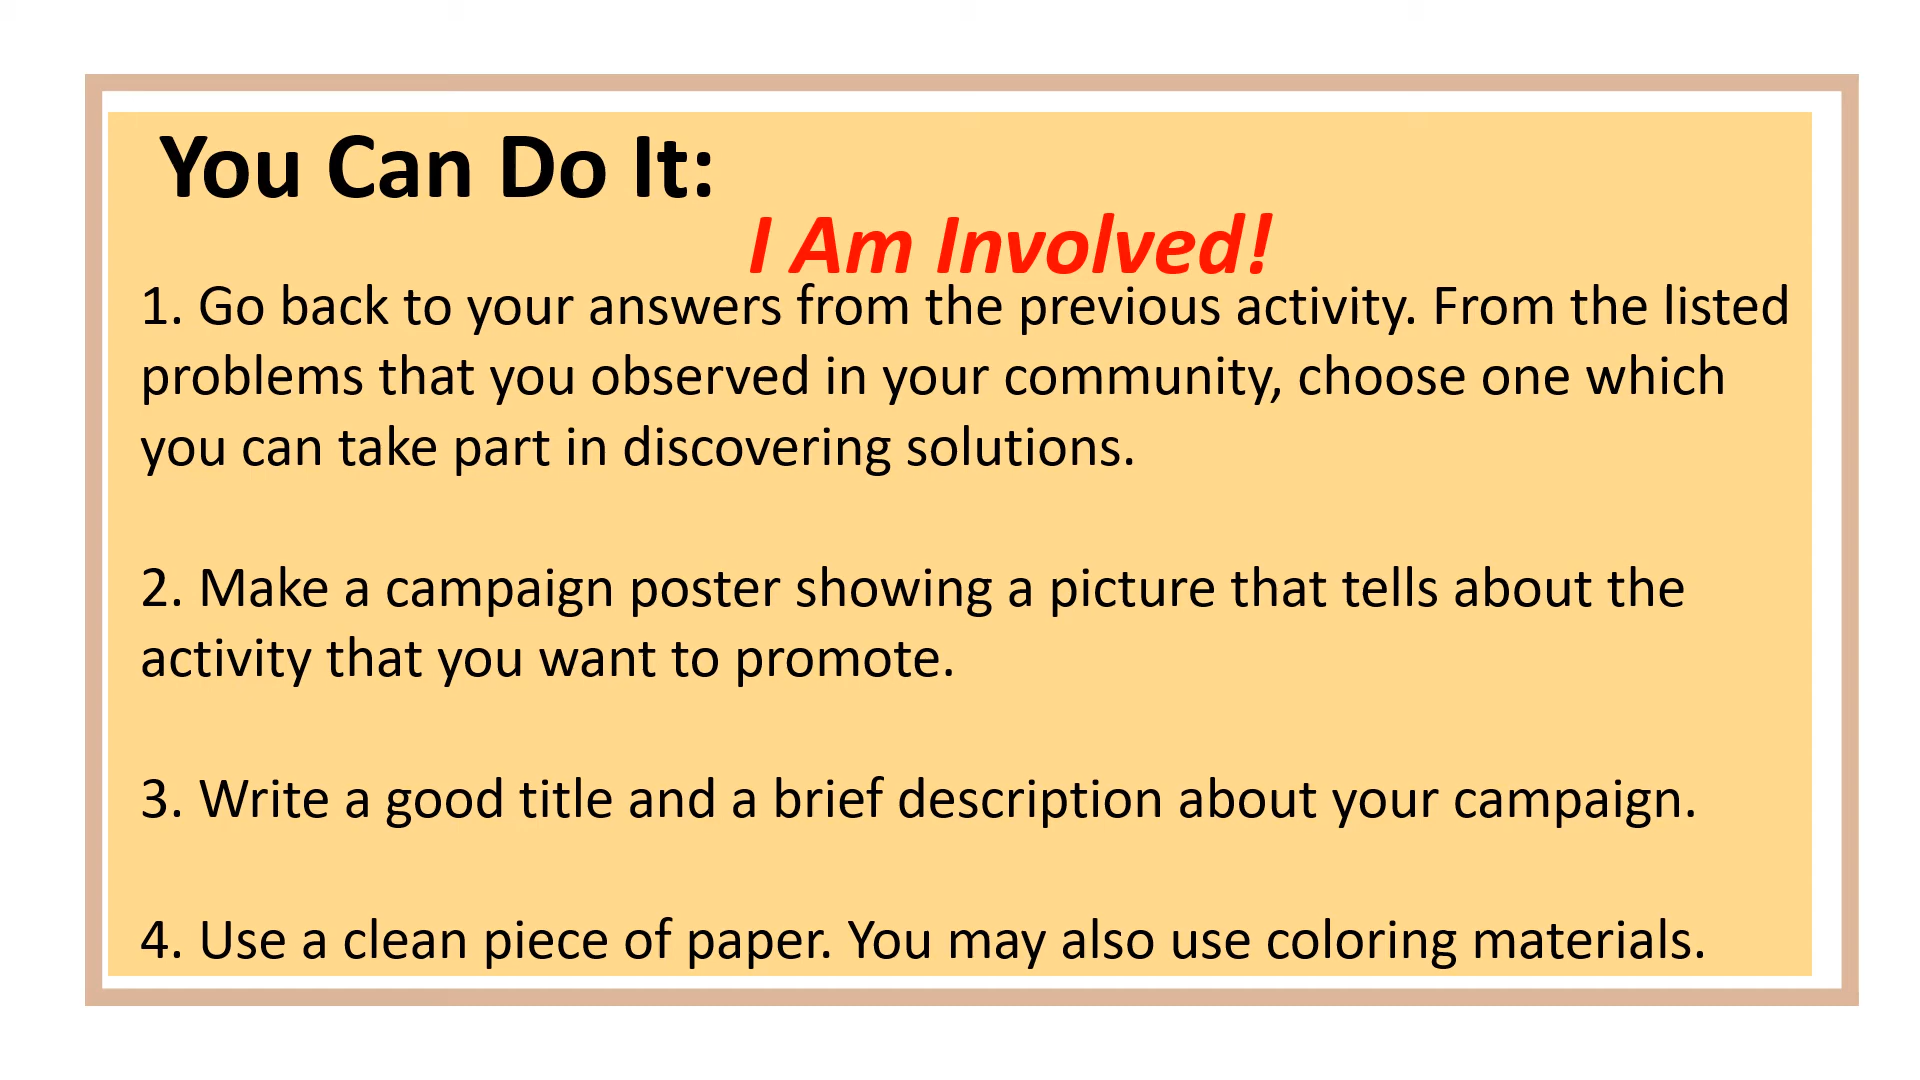 You Can Do It:
I Am Involved!
1. Go back to your answers from the previous activity. From the listed
problems that you observed in your community, choose one which
you can take part in discovering solutions.
2. Make a campaign poster showing a picture that tells about the
activity that you want to promote.
3. Write a good title and a brief description about your campaign.
4. Use a clean piece of paper. You may also use coloring materials.